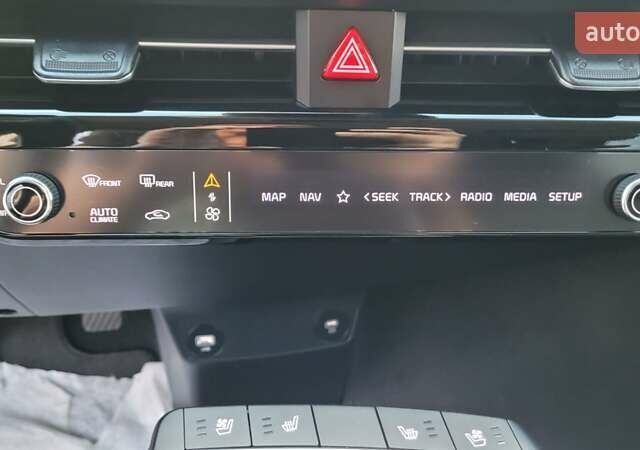 auto
FRONT REAR
MAP NAV <SEEK TRACK> RADIO MEDIA SETUP
AUTO
CLIMATE